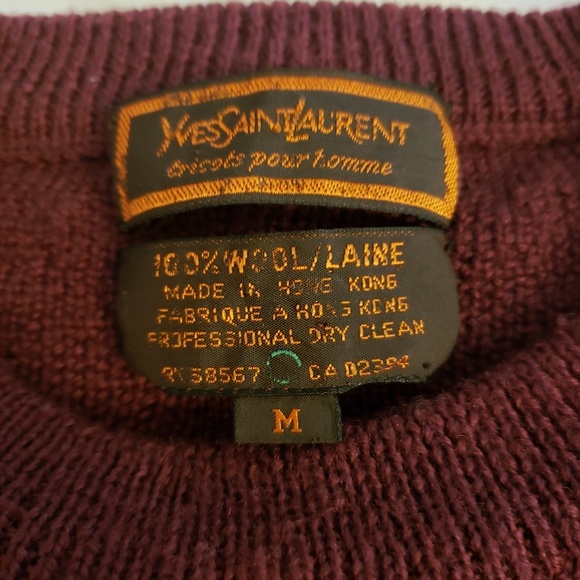 YVESSAINTLAURENT
tricots pour homme
100% WOOL/LAINE
MADE IN HONG KONG
FABRIQUE A HONG KONG
PROFESSIONAL DRY CLEAN
RN 58567 CA 02394
M